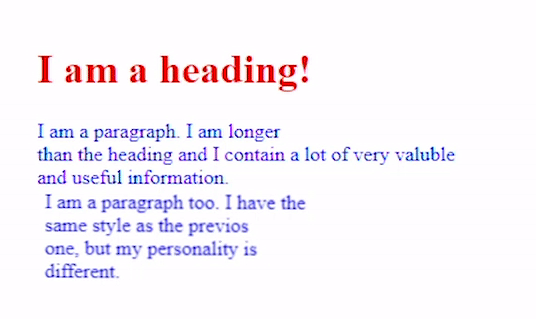 I am a heading!
I am a paragraph. I am longer
than the heading and I contain a lot of very valuble
and useful information.
I am a paragraph too. I have the
same style as the previos
one, but my personality is
different.